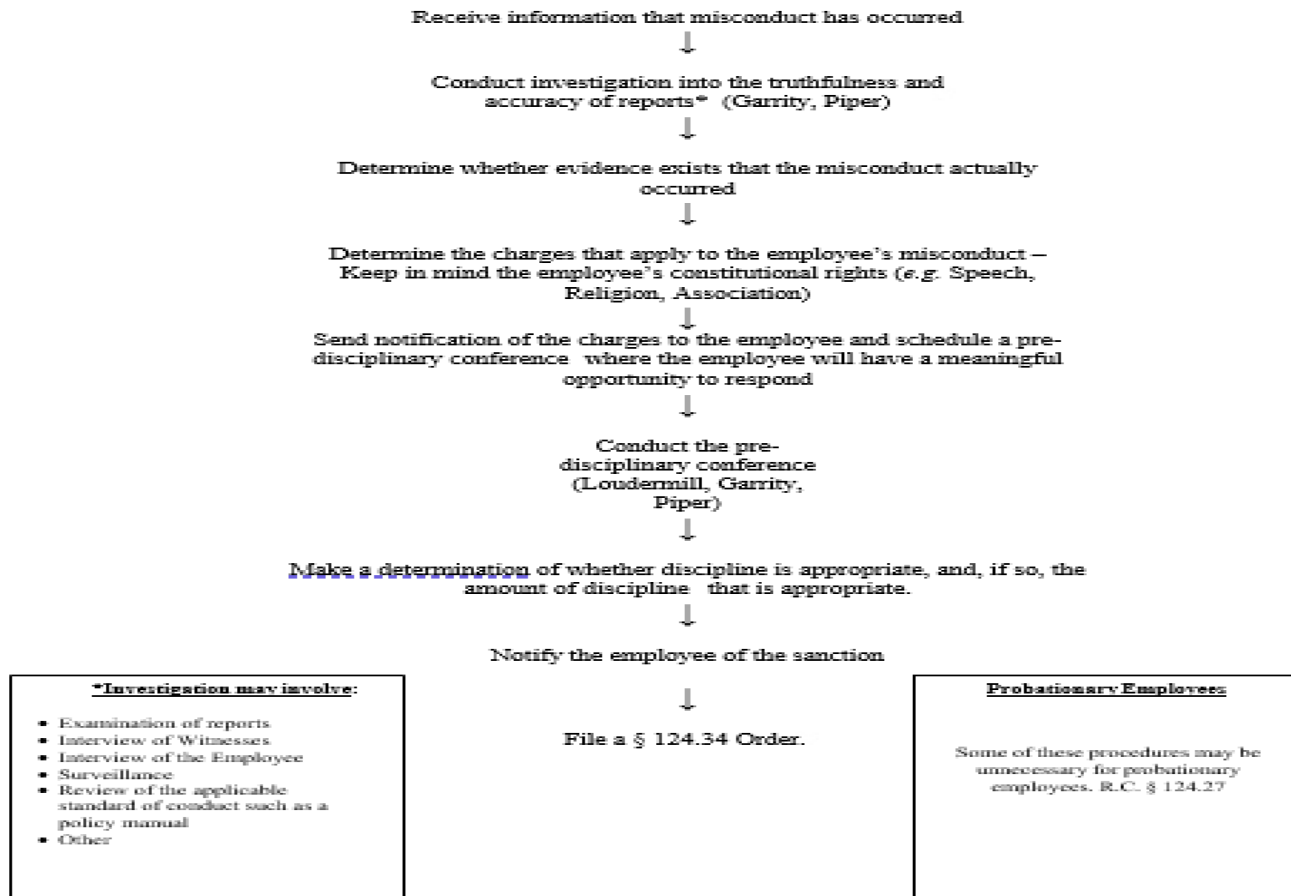 Receive information that misconduct has occurred
↓
Conduct investigation into the truthfulness and
accuracy of reports* (Garrity, Piper)
↓
Determine whether evidence exists that the misconduct actually
occurred
↓
Determine the charges that apply to the employee's misconduct –
Keep in mind the employee's constitutional rights (e.g. Speech,
Religion, Association)
↓
Send notification of the charges to the employee and schedule a pre-
disciplinary conference where the employee will have a meaningful
opportunity to respond
↓
Conduct the pre-
disciplinary conference
(Loudermill, Garrity,
Piper)
↓
Make a determination of whether discipline is appropriate, and, if so, the
amount of discipline that is appropriate.
↓
Notify the employee of the sanction
↓
File a § 124.34 Order.
*Investigation may involve:
• Examination of reports
• Interview of Witnesses
• Interview of the Employee
• Surveillance
• Review of the applicable
standard of conduct such as a
policy manual
• Other
Probationary Employees
Some of these procedures may be
unnecessary for probationary
employees. R.C. § 124.27